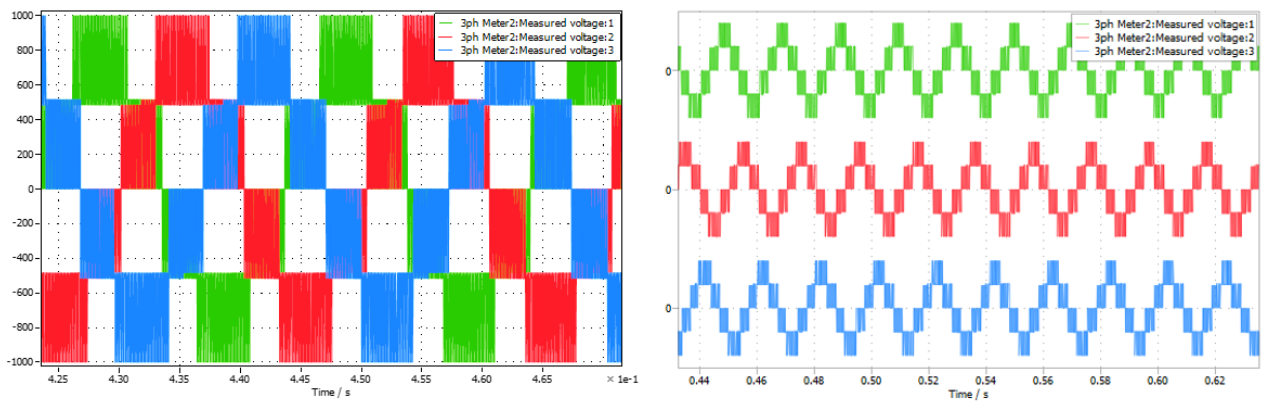 1000
800
600
400
200
0
-200
-400
-600
-800
-1000
3ph Meter2:Measured voltage:1
3ph Meter2:Measured voltage:2
3ph Meter2:Measured voltage:3
4.25 4.30 4.35 4.40 4.45 4.50 4.55 4.60 4.65
× 1e-1
Time / s
3ph Meter2:Measured voltage:1
3ph Meter2:Measured voltage:2
3ph Meter2:Measured voltage:3
0
0
0
0.44 0.46 0.48 0.50 0.52 0.54 0.56 0.58 0.60 0.62
Time / s